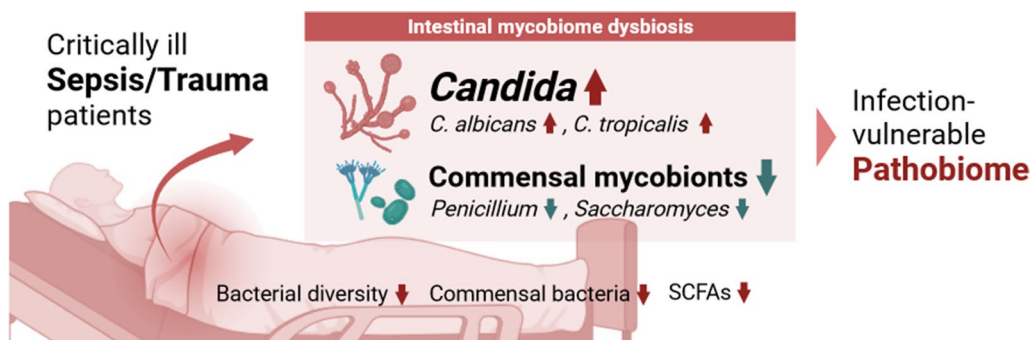 Critically ill
Sepsis/Trauma
patients
Intestinal mycobiome dysbiosis
Candida
C. albicans , C. tropicalis
Commensal mycobionts
Penicillium , Saccharomyces
Infection-
vulnerable
Pathobiome
Bacterial diversity Commensal bacteria SCFAs